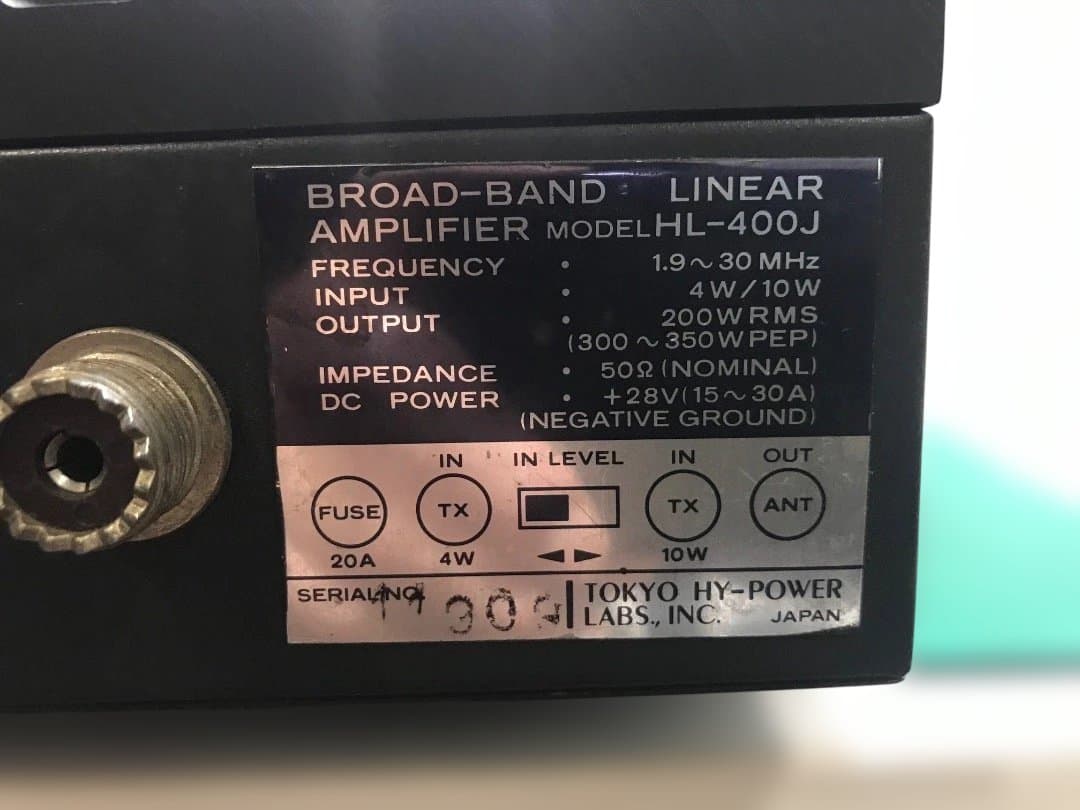 BROAD-BAND LINEAR
AMPLIFIER MODEL HL-400J
FREQUENCY • 1.9~30 MHz
INPUT • 4W/10W
OUTPUT • 200W RMS
(300~350W PEP)
IMPEDANCE • 50Ω (NOMINAL)
DC POWER • +28V(15~30A)
(NEGATIVE GROUND)
IN IN LEVEL IN OUT
FUSE TX TX ANT
20A 4W 10W
SERIAL NO.
TOKYO HY-POWER
LABS., INC. JAPAN